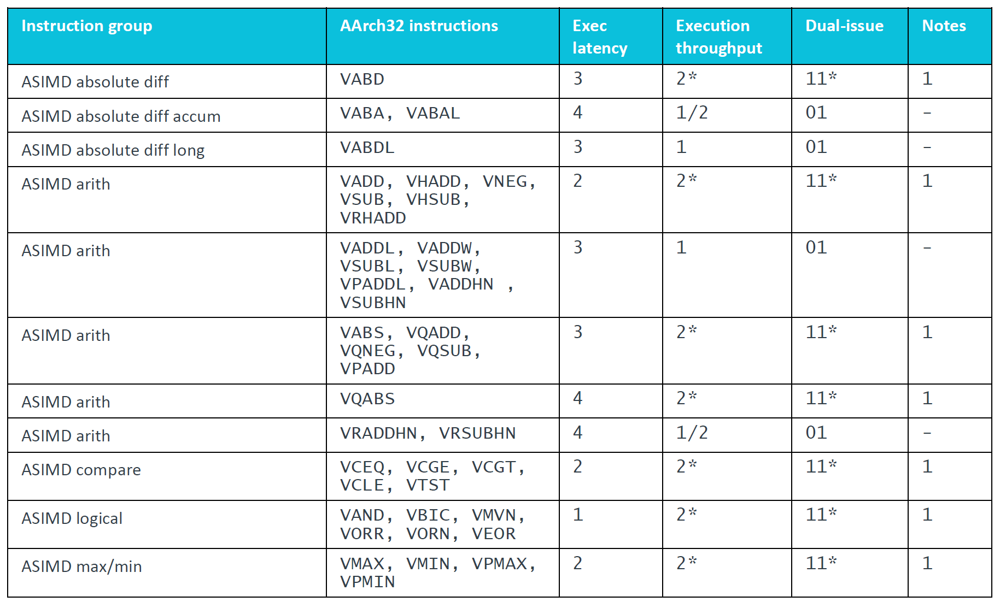 Instruction group AArch32 instructions Exec latency Execution throughput Dual-issue Notes
ASIMD absolute diff VABD 3 2* 11* 1
ASIMD absolute diff accum VABA, VABAL 4 1/2 01 -
ASIMD absolute diff long VABDL 3 1 01 -
ASIMD arith VADD, VHADD, VNEG, 2 2* 11* 1
VSUB, VHSUB,
VRHADD
ASIMD arith VADDL, VADDW, 3 1 01 -
VSUBL, VSUBW,
VPADDL, VADDHN ,
VSUBHN
ASIMD arith VABS, VQADD, 3 2* 11* 1
VQNEG, VQSUB,
VPADD
ASIMD arith VQABS 4 2* 11* 1
ASIMD arith VRADDHN, VRSUBHN 4 1/2 01 -
ASIMD compare VCEQ, VCGE, VCGT, 2 2* 11* 1
VCLE, VTST
ASIMD logical VAND, VBIC, VMVN, 1 2* 11* 1
VORR, VORN, VEOR
ASIMD max/min VMAX, VMIN, VPMAX, 2 2* 11* 1
VPMIN